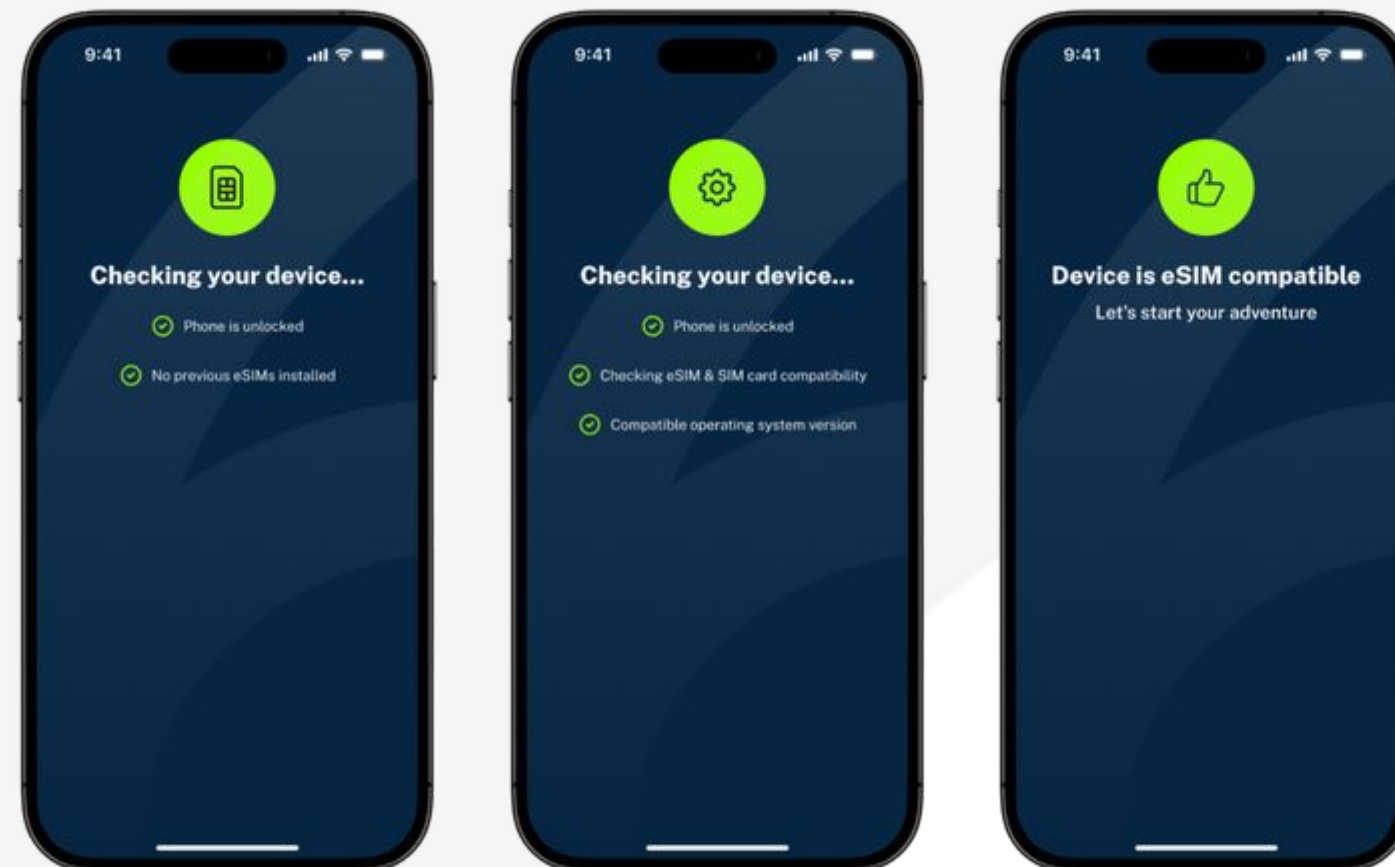 9:41
Checking your device...
Phone is unlocked
No previous eSIMs installed
9:41
Checking your device...
Phone is unlocked
Checking eSIM & SIM card compatibility
Compatible operating system version
9:41
Device is eSIM compatible
Let's start your adventure